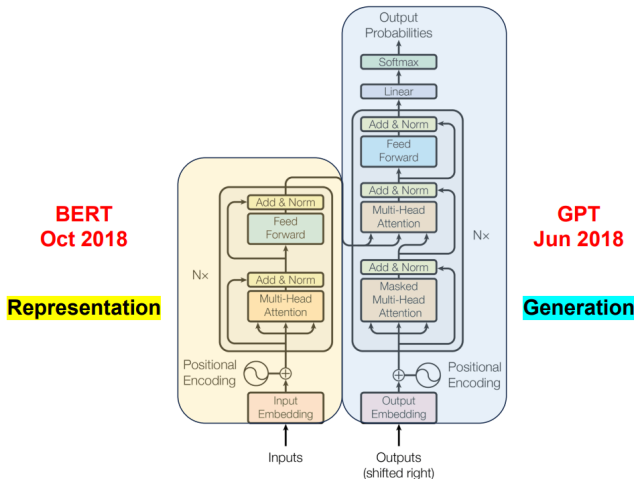 BERT
Oct 2018
Representation
Nx
Add & Norm
Feed
Forward
Add & Norm
Multi-Head
Attention
Positional
Encoding
Input
Embedding
Inputs
Output
Probabilities
Softmax
Linear
Add & Norm
Feed
Forward
Add & Norm
Multi-Head
Attention
Nx
Add & Norm
Masked
Multi-Head
Attention
Positional
Encoding
Output
Embedding
Outputs
(shifted right)
GPT
Jun 2018
Generation